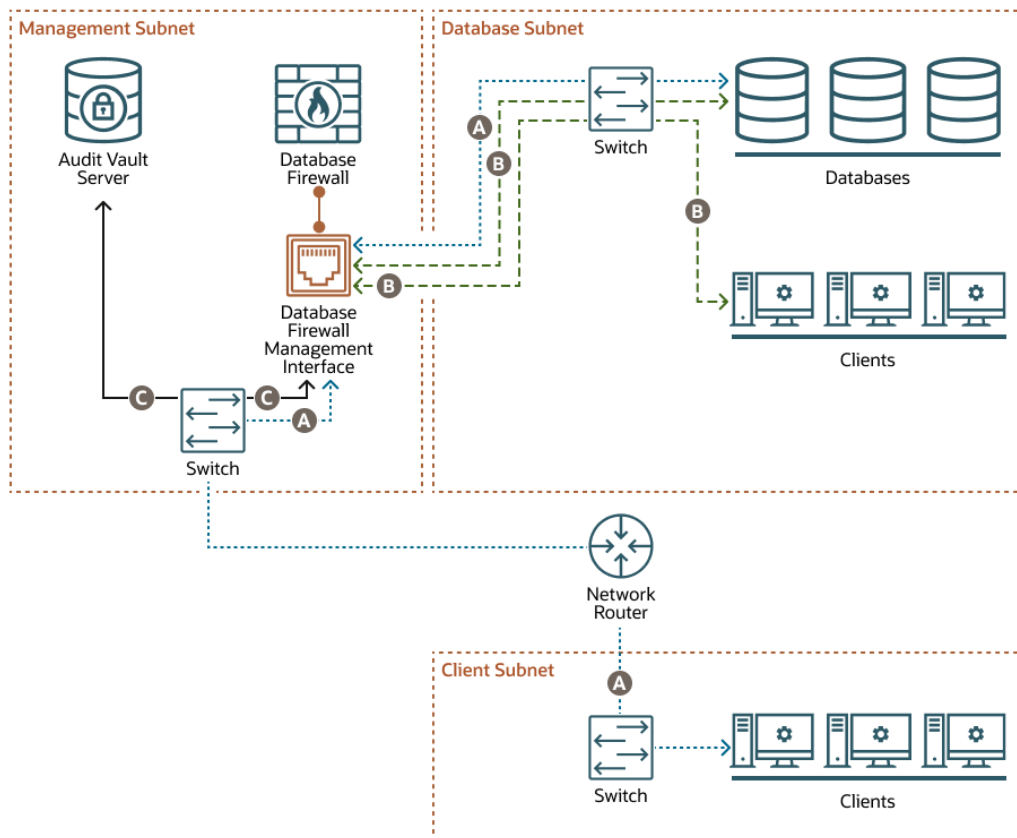 Management Subnet
Database Subnet
Audit Vault
Server
Database
Firewall
A
B
Switch
Databases
B
B
Database
Firewall
Management
Interface
Clients
C
C
A
Switch
Network
Router
Client Subnet
A
Switch
Clients